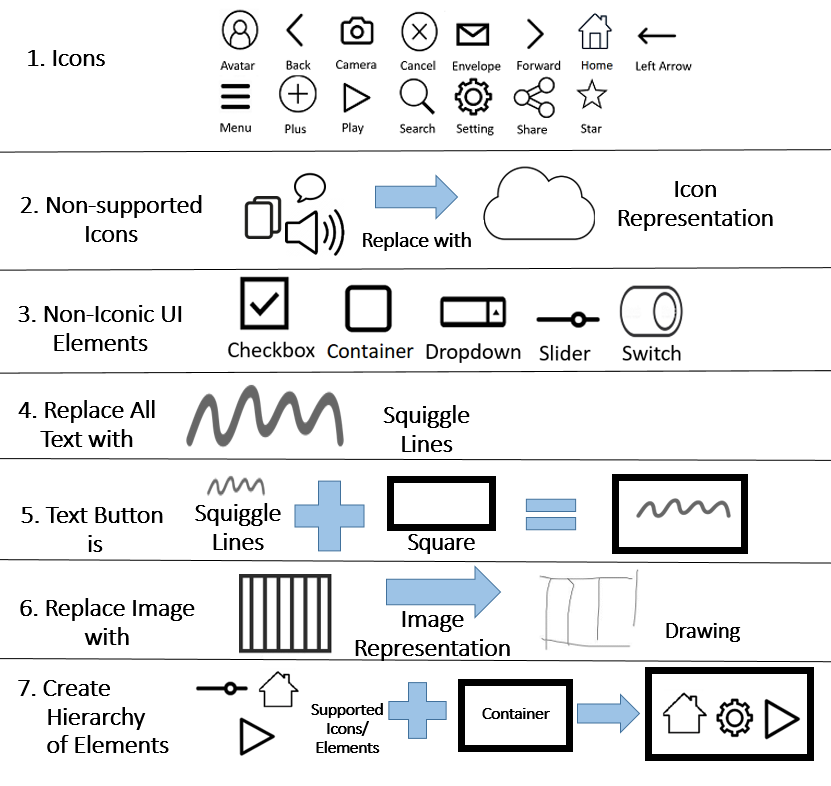 1. Icons
Avatar Back Camera Cancel Envelope Forward Home Left Arrow
Menu Plus Play Search Setting Share Star
2. Non-supported
Icons
Replace with
Icon
Representation
3. Non-Iconic UI
Elements
Checkbox Container Dropdown Slider Switch
4. Replace All
Text with
Squiggle
Lines
5. Text Button
is
Squiggle
Lines
Square
6. Replace Image
with
Image
Representation
Drawing
7. Create
Hierarchy
of Elements
Supported
Icons/
Elements
Container